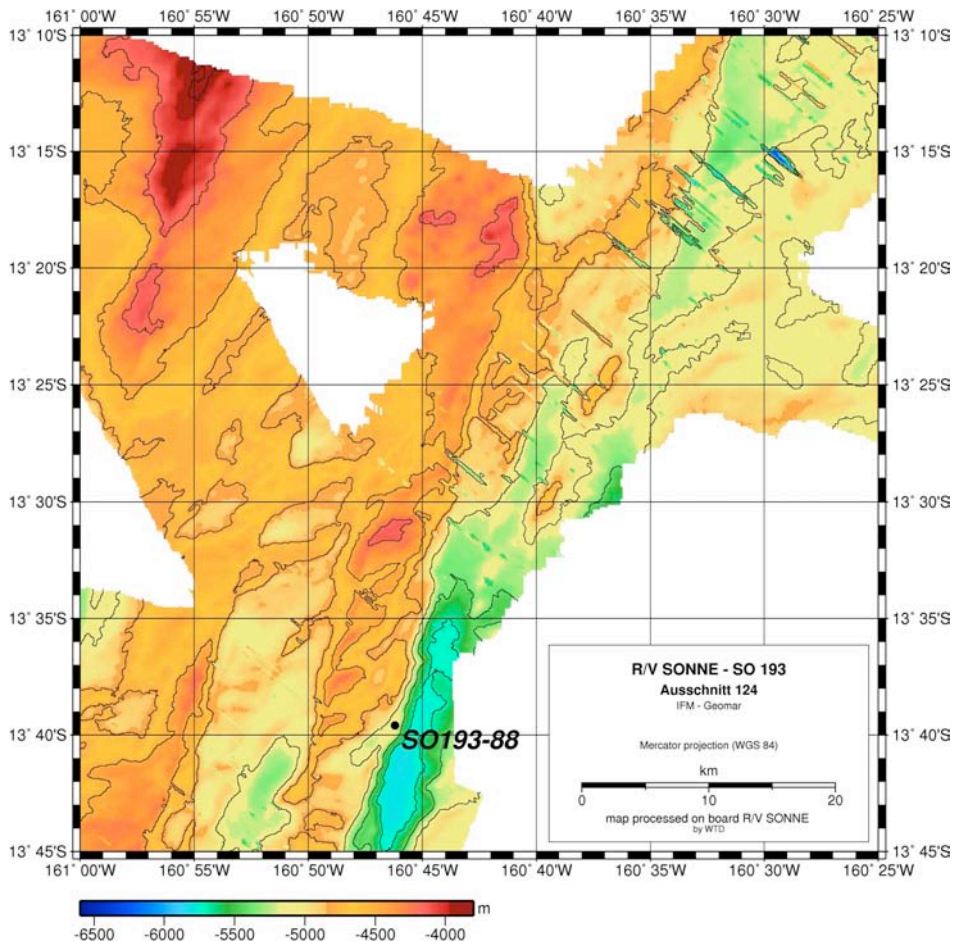 161° 00'W 160° 55'W 160° 50'W 160° 45'W 160° 40'W 160° 35'W 160° 30'W 160° 25'W
13° 10'S 13° 10'S
13° 15'S 13° 15'S
13° 20'S 13° 20'S
13° 25'S 13° 25'S
13° 30'S 13° 30'S
13° 35'S 13° 35'S
R/V SONNE - SO 193
Ausschnitt 124
IFM - Geomar
SO193-88
13° 40'S 13° 40'S
Mercator projection (WGS 84)
km
0 10 20
map processed on board R/V SONNE
by WTD
13° 45'S 13° 45'S
161° 00'W 160° 55'W 160° 50'W 160° 45'W 160° 40'W 160° 35'W 160° 30'W 160° 25'W
m
-6500 -6000 -5500 -5000 -4500 -4000